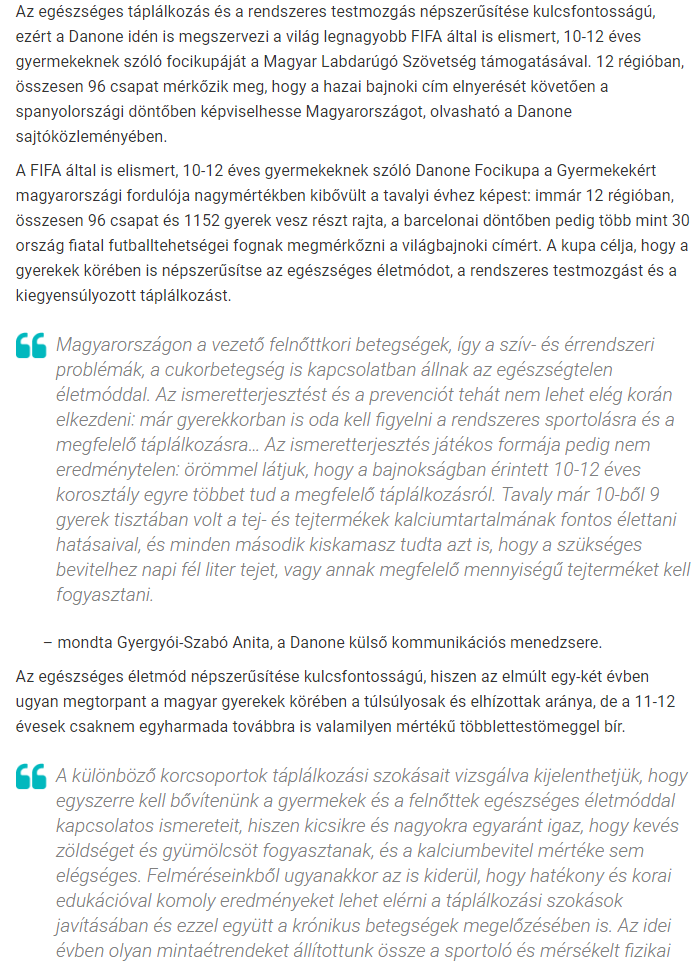 Az egészséges táplálkozás és a rendszeres testmozgás népszerűsítése kulcsfontosságú,
ezért a Danone idén is megszervezi a világ legnagyobb FIFA által is elismert, 10-12 éves
gyermekeknek szóló focikupáját a Magyar Labdarúgó Szövetség támogatásával. 12 régióban,
összesen 96 csapat mérkőzik meg, hogy a hazai bajnoki cím elnyerését követően a
spanyolországi döntőben képviselhesse Magyarországot, olvasható a Danone
sajtóközleményében.
A FIFA által is elismert, 10-12 éves gyermekeknek szóló Danone Focikupa a Gyermekekért
magyarországi fordulója nagymértékben kibővült a tavalyi évhez képest: immár 12 régióban,
összesen 96 csapat és 1152 gyerek vesz részt rajta, a barcelonai döntőben pedig több mint 30
ország fiatal futballtehetségei fognak megmérkőzni a világbajnoki címért. A kupa célja, hogy a
gyerekek körében is népszerűsítse az egészséges életmódot, a rendszeres testmozgást és a
kiegyensúlyozott táplálkozást.
Magyarországon a vezető felnőttkori betegségek, így a szív- és érrendszeri
problémák, a cukorbetegség is kapcsolatban állnak az egészségtelen
életmóddal. Az ismeretterjesztést és a prevenciót tehát nem lehet elég korán
elkezdeni: már gyerekkorban is oda kell figyelni a rendszeres sportolásra és a
megfelelő táplálkozásra... Az ismeretterjesztés játékos formája pedig nem
eredménytelen: örömmel látjuk, hogy a bajnokságban érintett 10-12 éves
korosztály egyre többet tud a megfelelő táplálkozásról. Tavaly már 10-ből 9
gyerek tisztában volt a tej- és tejtermékek kalciumtartalmának fontos élettani
hatásaival, és minden második kiskamasz tudta azt is, hogy a szükséges
bevitelhez napi fél liter tejet, vagy annak megfelelő mennyiségű tejterméket kell
fogyasztani.
– mondta Gyergyói-Szabó Anita, a Danone külső kommunikációs menedzsere.
Az egészséges életmód népszerűsítése kulcsfontosságú, hiszen az elmúlt egy-két évben
ugyan megtorpant a magyar gyerekek körében a túlsúlyosak és elhízottak aránya, de a 11-12
évesek csaknem egyharmada továbbra is valamilyen mértékű többlettestömeggel bír.
A különböző korcsoportok táplálkozási szokásait vizsgálva kijelenthetjük, hogy
egyszerre kell bővítenünk a gyermekek és a felnőttek egészséges életmóddal
kapcsolatos ismereteit, hiszen kicsikre és nagyokra egyaránt igaz, hogy kevés
zöldséget és gyümölcsöt fogyasztanak, és a kalciumbevitel mértéke sem
elégséges. Felméréseinkből ugyanakkor az is kiderül, hogy hatékony és korai
edukációval komoly eredményeket lehet elérni a táplálkozási szokások
javításában és ezzel együtt a krónikus betegségek megelőzésében is. Az idei
évben olyan mintaétrendeket állítottunk össze a sportoló és mérsékelt fizikai